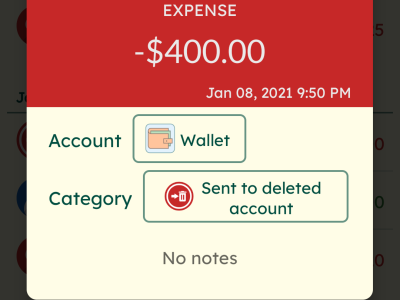 EXPENSE
-$400.00
Jan 08, 2021 9:50 PM
Account Wallet
Category Sent to deleted
account
No notes